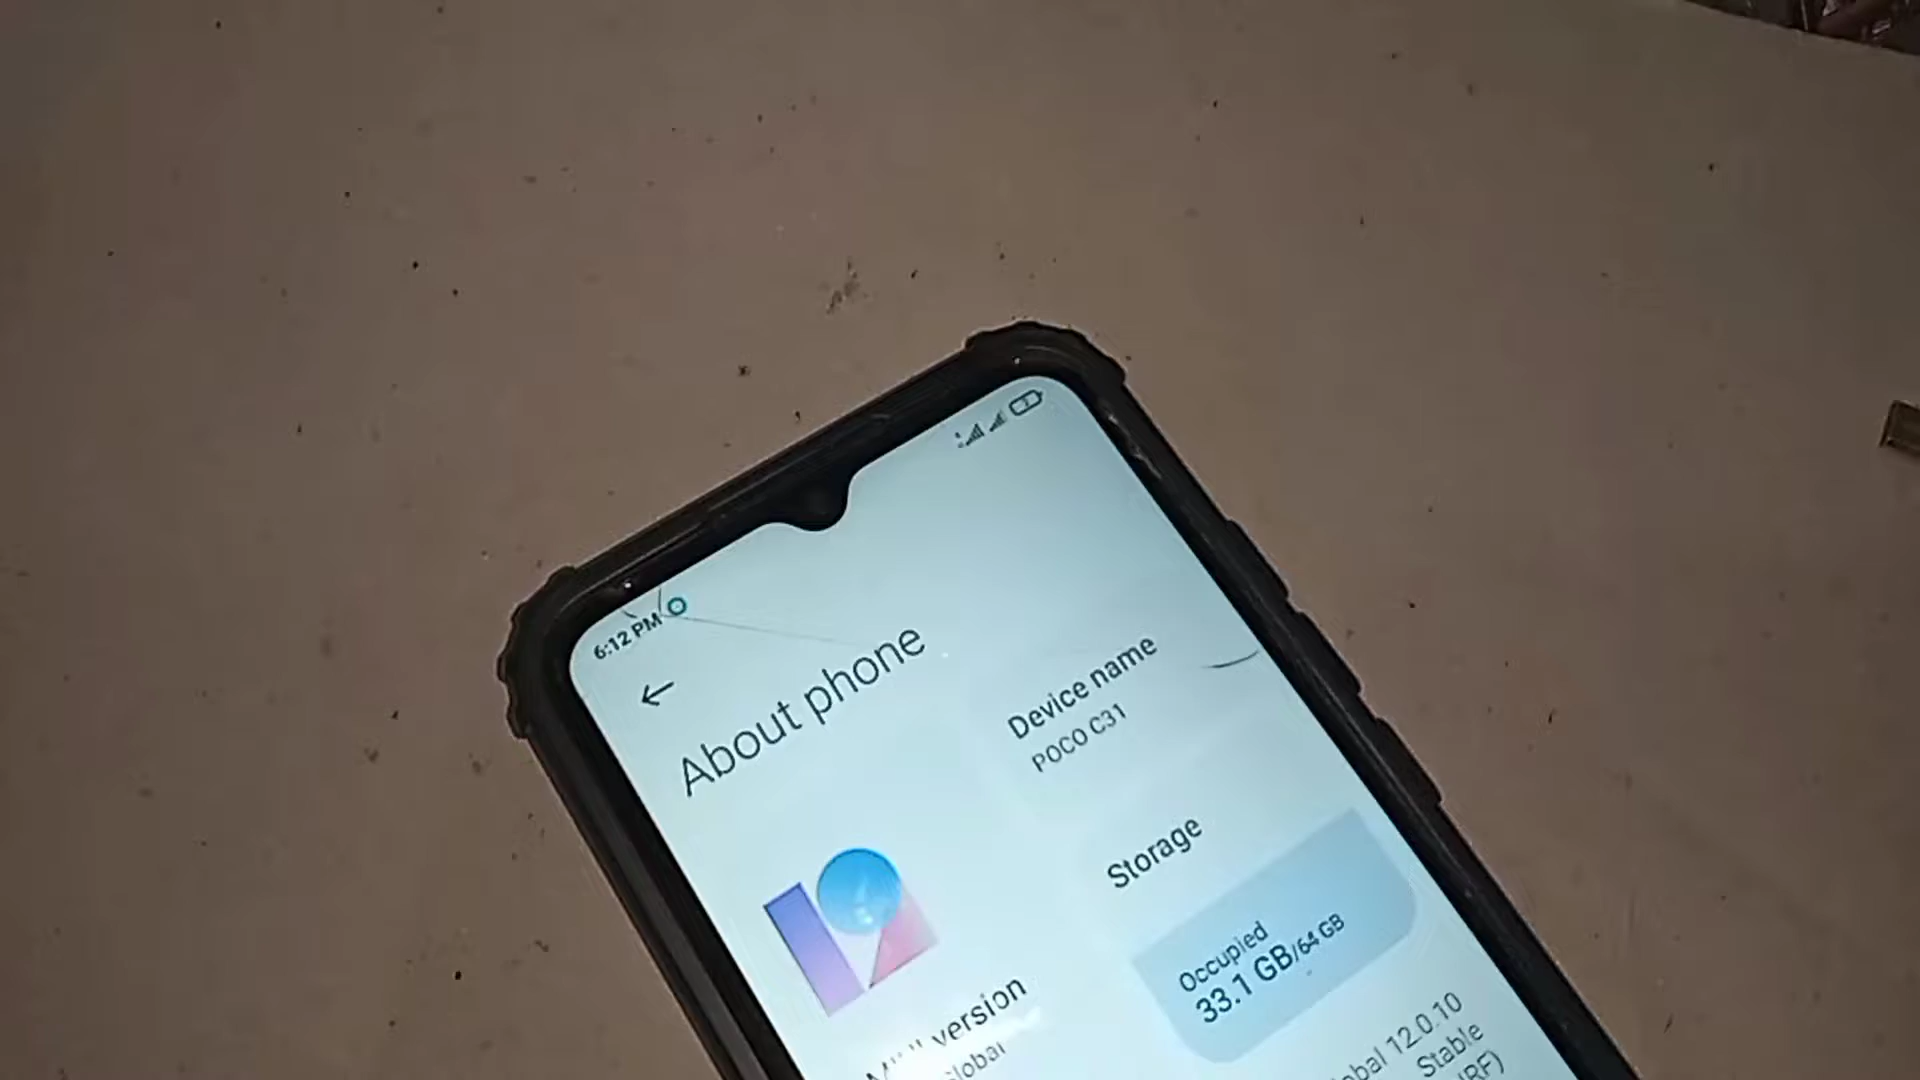 6:12 PM
About phone
Device name
POCO C31
Storage
Occupied
33.1 GB/64 GB
version
12.0.10
Stable